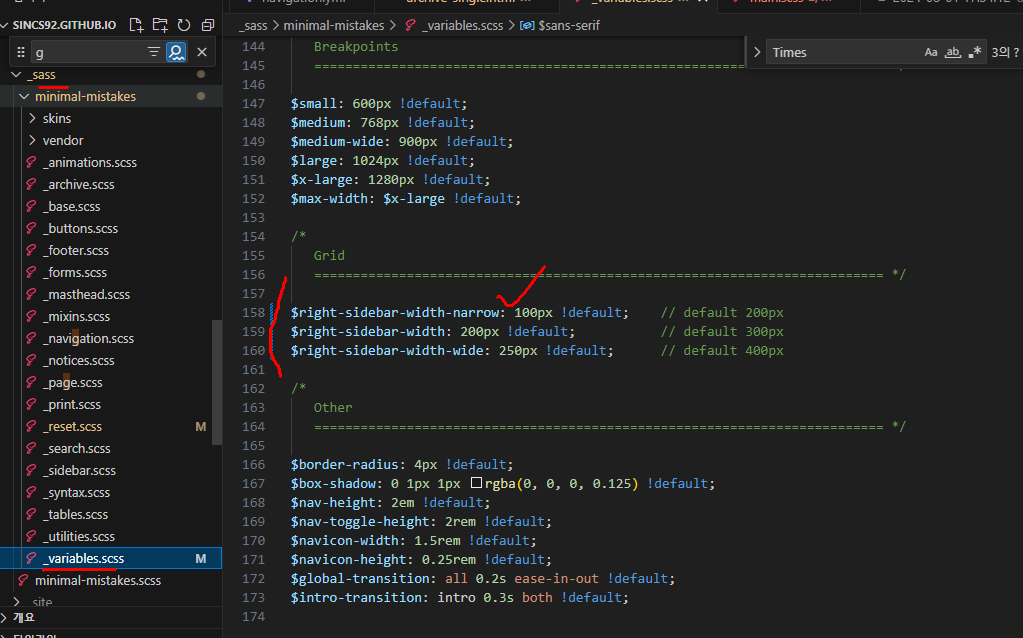 SINCS92.GITHUB.IO
g
_sass
minimal-mistakes
skins
vendor
_animations.scss
_archive.scss
_base.scss
_buttons.scss
_footer.scss
_forms.scss
_masthead.scss
_mixins.scss
_navigation.scss
_notices.scss
_page.scss
_print.scss
_reset.scss M
_search.scss
_sidebar.scss
_syntax.scss
_tables.scss
_utilities.scss
_variables.scss M
minimal-mistakes.scss
_site
개요
_sass > minimal-mistakes > _variables.scss > $sans-serif
Times Aa ab .* 3의 ?
144 Breakpoints
145 ==========================================================================
146
147 $small: 600px !default;
148 $medium: 768px !default;
149 $medium-wide: 900px !default;
150 $large: 1024px !default;
151 $x-large: 1280px !default;
152 $max-width: $x-large !default;
153
154 /*
155 Grid
156 ========================================================================== */
157
158 $right-sidebar-width-narrow: 100px !default; // default 200px
159 $right-sidebar-width: 200px !default; // default 300px
160 $right-sidebar-width-wide: 250px !default; // default 400px
161
162 /*
163 Other
164 ========================================================================== */
165
166 $border-radius: 4px !default;
167 $box-shadow: 0 1px 1px rgba(0, 0, 0, 0.125) !default;
168 $nav-height: 2em !default;
169 $nav-toggle-height: 2rem !default;
170 $navicon-width: 1.5rem !default;
171 $navicon-height: 0.25rem !default;
172 $global-transition: all 0.2s ease-in-out !default;
173 $intro-transition: intro 0.3s both !default;
174